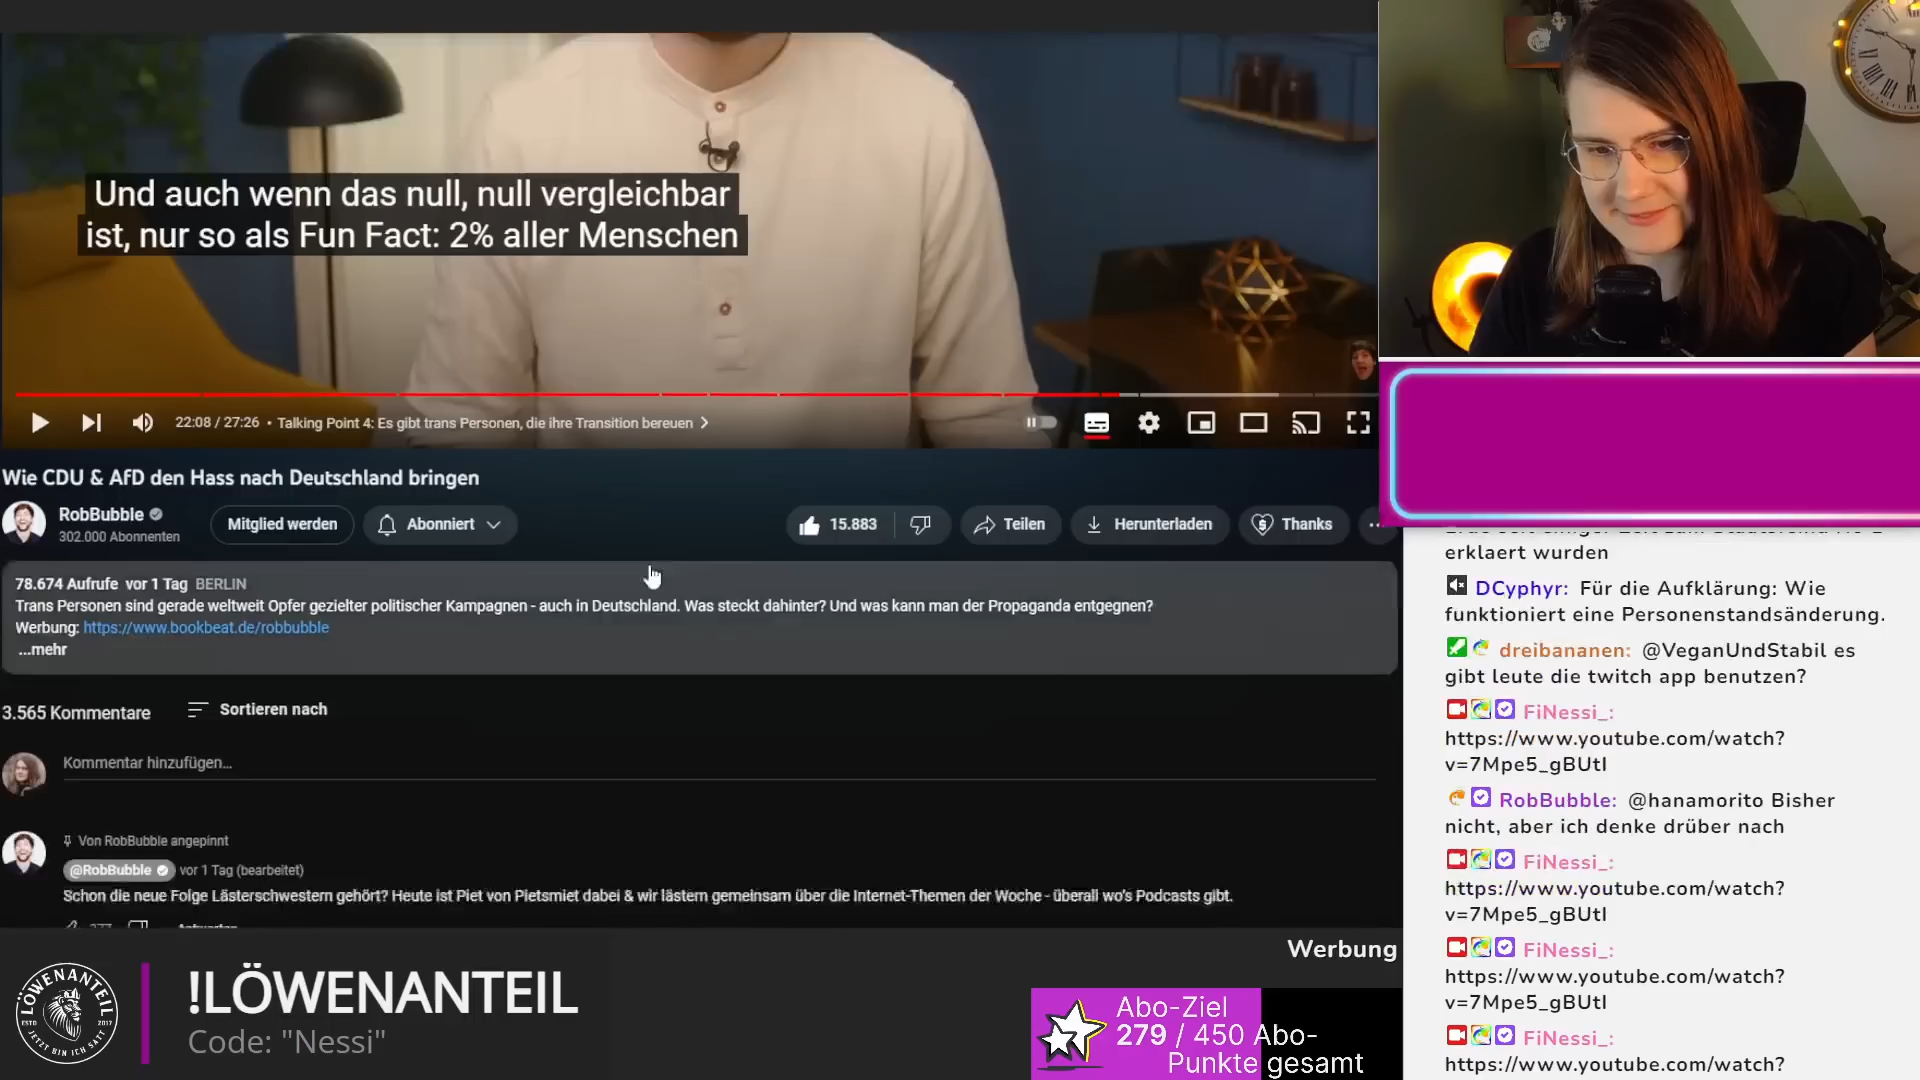 Und auch wenn das null, null vergleichbar
ist, nur so als Fun Fact: 2% aller Menschen
22:08 / 27:26 • Talking Point 4: Es gibt trans Personen, die ihre Transition bereuen
Wie CDU & AfD den Hass nach Deutschland bringen
RobBubble
302.000 Abonnenten
Mitglied werden
Abonniert
15.883
Teilen
Herunterladen
Thanks
78.674 Aufrufe vor 1 Tag BERLIN
Trans Personen sind gerade weltweit Opfer gezielter politischer Kampagnen - auch in Deutschland. Was steckt dahinter? Und was kann man der Propaganda entgegnen?
Werbung: https://www.bookbeat.de/robbubble
...mehr
3.565 Kommentare
Sortieren nach
Kommentar hinzufügen...
Von RobBubble angepinnt
@RobBubble vor 1 Tag (bearbeitet)
Schon die neue Folge Lästerschwestern gehört? Heute ist Piet von Pietsmiet dabei & wir lästern gemeinsam über die Internet-Themen der Woche - überall wo's Podcasts gibt.
erklaert wurden
DCyphyr: Für die Aufklärung: Wie
funktioniert eine Personenstandsänderung.
dreibananen: @VeganUndStabil es
gibt leute die twitch app benutzen?
FiNessi_:
https://www.youtube.com/watch?
v=7Mpe5_gBUtI
RobBubble: @hanamorito Bisher
nicht, aber ich denke drüber nach
FiNessi_:
https://www.youtube.com/watch?
v=7Mpe5_gBUtI
FiNessi_:
https://www.youtube.com/watch?
v=7Mpe5_gBUtI
FiNessi_:
https://www.youtube.com/watch?
LÖWENANTEIL
ESTD 2017
JETZT BIN ICH SATT
!LÖWENANTEIL
Code: "Nessi"
Werbung
Abo-Ziel
279 / 450 Abo-
Punkte gesamt